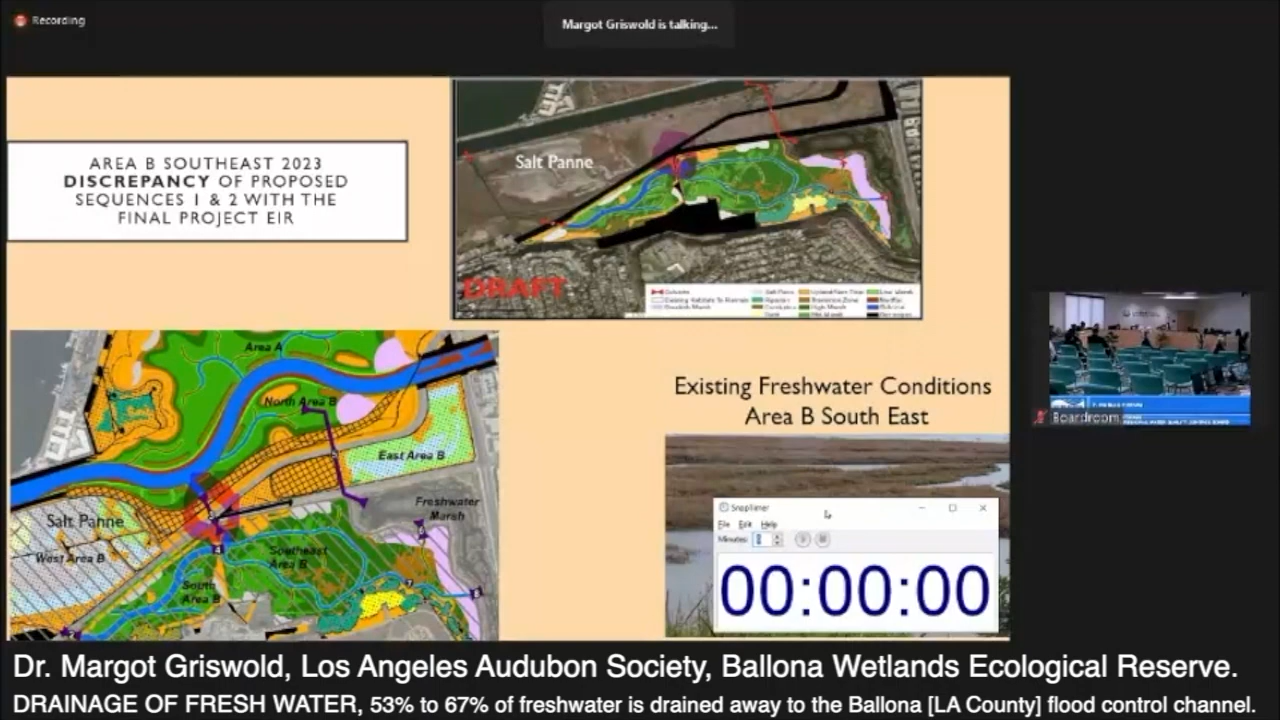 Recording
Margot Griswold is talking...
AREA B SOUTHEAST 2023
DISCREPANCY OF PROPOSED
SEQUENCES 1 & 2 WITH THE
FINAL PROJECT EIR
Salt Panne
DRAFT
Area A
North Area B
East Area B
Freshwater
Marsh
Salt Panne
West Area B
Southeast
Area B
South
Area B
Existing Freshwater Conditions
Area B South East
SnapTimer
File Edit Help
Minutes:
00:00:00
Boardroom
Dr. Margot Griswold, Los Angeles Audubon Society, Ballona Wetlands Ecological Reserve.
DRAINAGE OF FRESH WATER, 53% to 67% of freshwater is drained away to the Ballona [LA County] flood control channel.